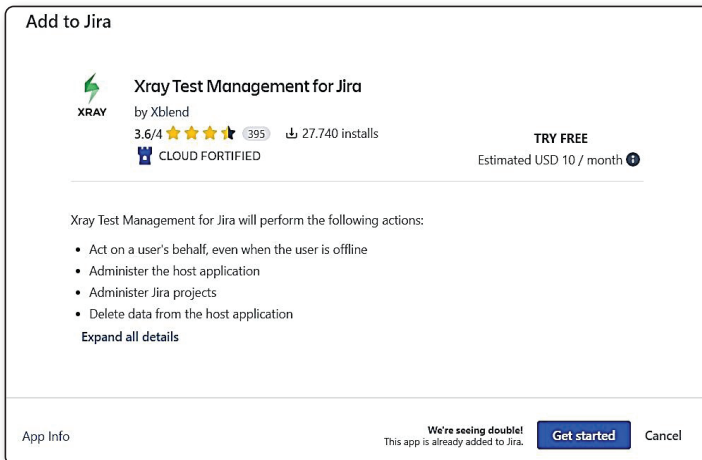 Add to Jira
Xray Test Management for Jira
XRAY
by Xblend
3.6/4 395 27.740 installs
CLOUD FORTIFIED
TRY FREE
Estimated USD 10 / month
Xray Test Management for Jira will perform the following actions:
• Act on a user's behalf, even when the user is offline
• Administer the host application
• Administer Jira projects
• Delete data from the host application
Expand all details
App Info
We're seeing double!
This app is already added to Jira.
Get started
Cancel